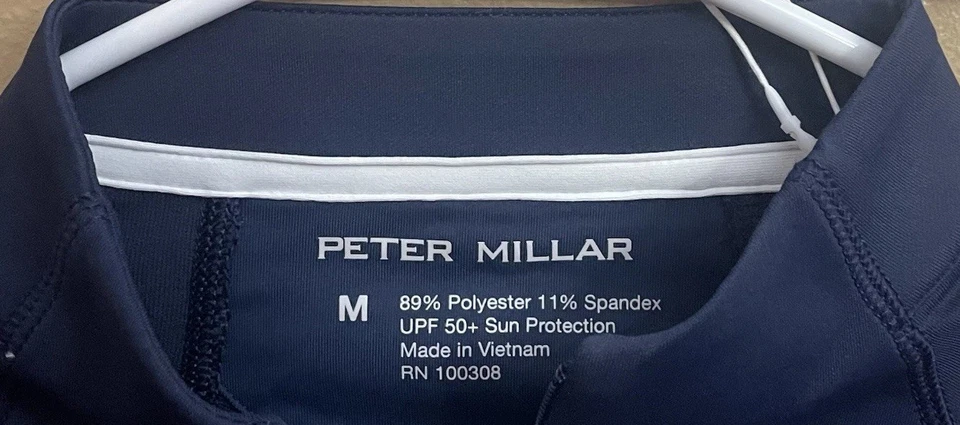 PETER MILLAR
M
89% Polyester 11% Spandex
UPF 50+ Sun Protection
Made in Vietnam
RN 100308